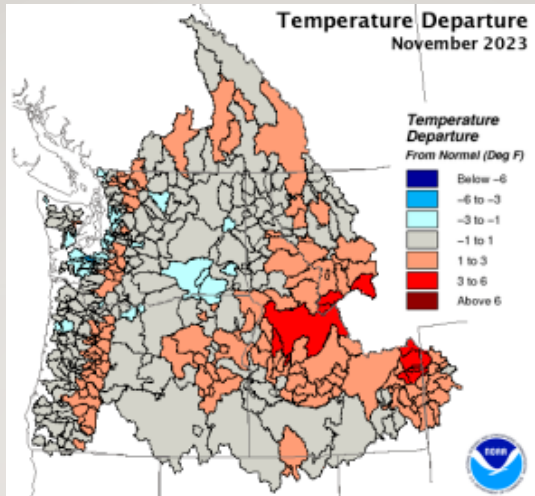 Temperature Departure
November 2023
Temperature
Departure
From Normal (Deg F)
Below -6
-6 to -3
-3 to -1
-1 to 1
1 to 3
3 to 6
Above 6
NOAA